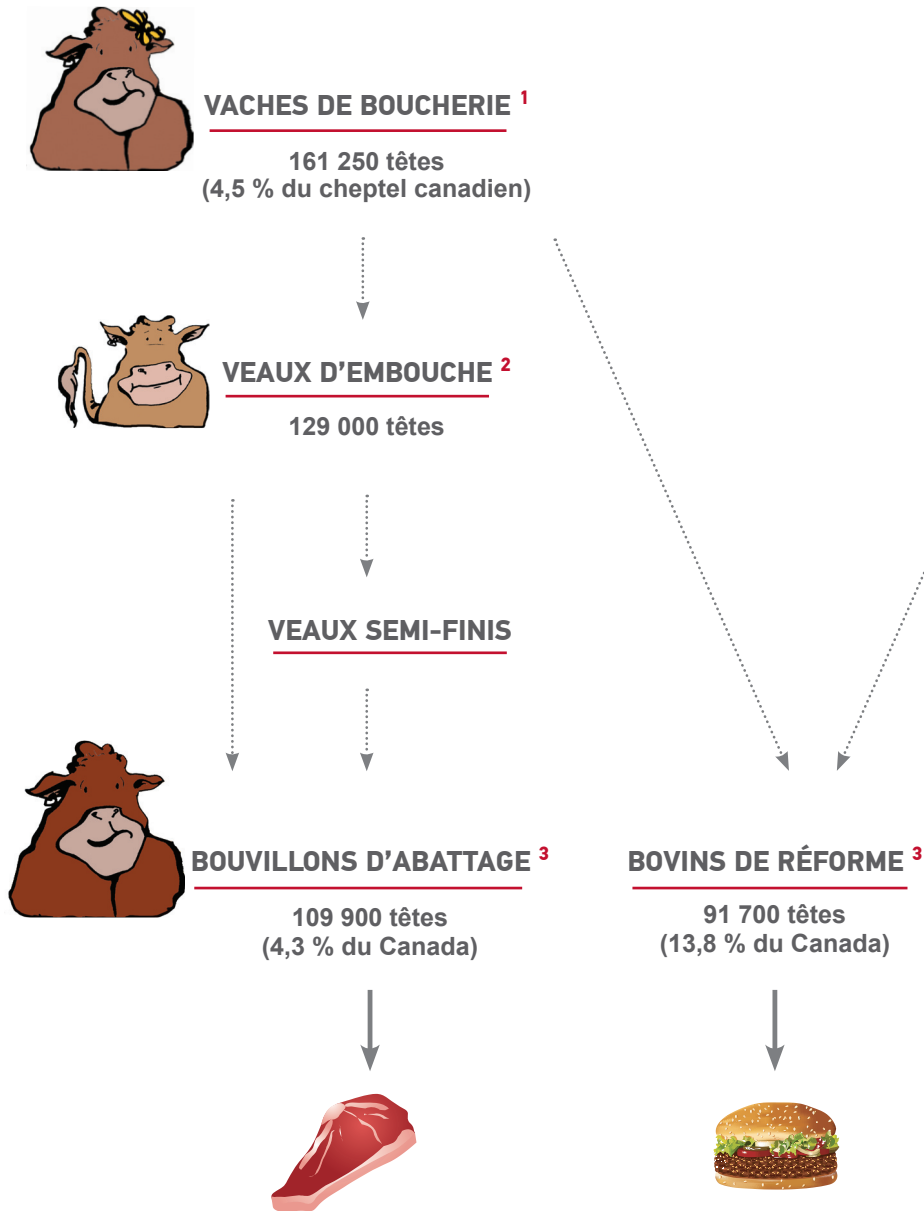 VACHES DE BOUCHERIE 1
161 250 têtes
(4,5 % du cheptel canadien)
VEAUX D’EMBOUCHE 2
129 000 têtes
VEAUX SEMI-FINIS
BOUVILLONS D’ABATTAGE 3
109 900 têtes
(4,3 % du Canada)
BOVINS DE RÉFORME 3
91 700 têtes
(13,8 % du Canada)